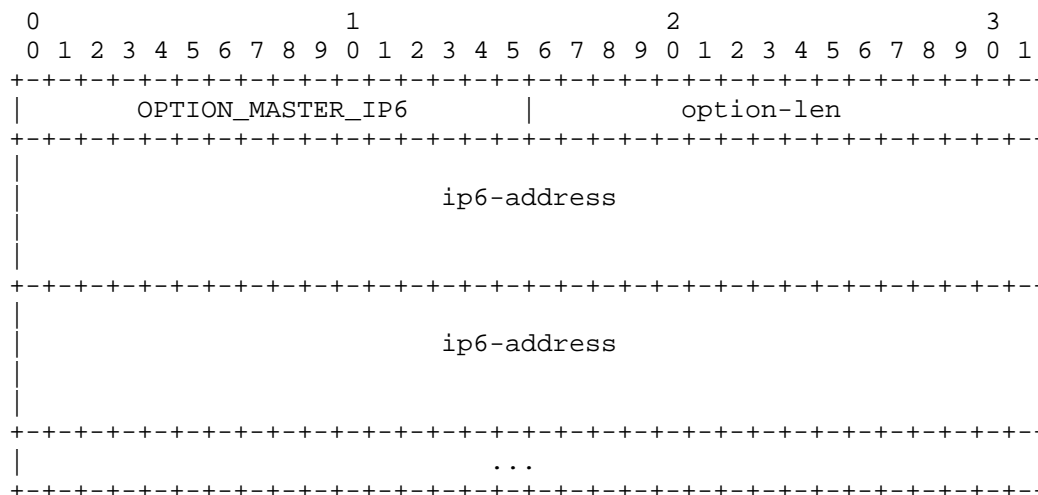 0                   1                   2                   3
 0 1 2 3 4 5 6 7 8 9 0 1 2 3 4 5 6 7 8 9 0 1 2 3 4 5 6 7 8 9 0 1
+-+-+-+-+-+-+-+-+-+-+-+-+-+-+-+-+-+-+-+-+-+-+-+-+-+-+-+-+-+-+-+-
|       OPTION_MASTER_IP6       |         option-len
+-+-+-+-+-+-+-+-+-+-+-+-+-+-+-+-+-+-+-+-+-+-+-+-+-+-+-+-+-+-+-+-
|
|                          ip6-address
|
|
+-+-+-+-+-+-+-+-+-+-+-+-+-+-+-+-+-+-+-+-+-+-+-+-+-+-+-+-+-+-+-+-
|
|                          ip6-address
|
|
+-+-+-+-+-+-+-+-+-+-+-+-+-+-+-+-+-+-+-+-+-+-+-+-+-+-+-+-+-+-+-+-
|                             ...
+-+-+-+-+-+-+-+-+-+-+-+-+-+-+-+-+-+-+-+-+-+-+-+-+-+-+-+-+-+-+-+-